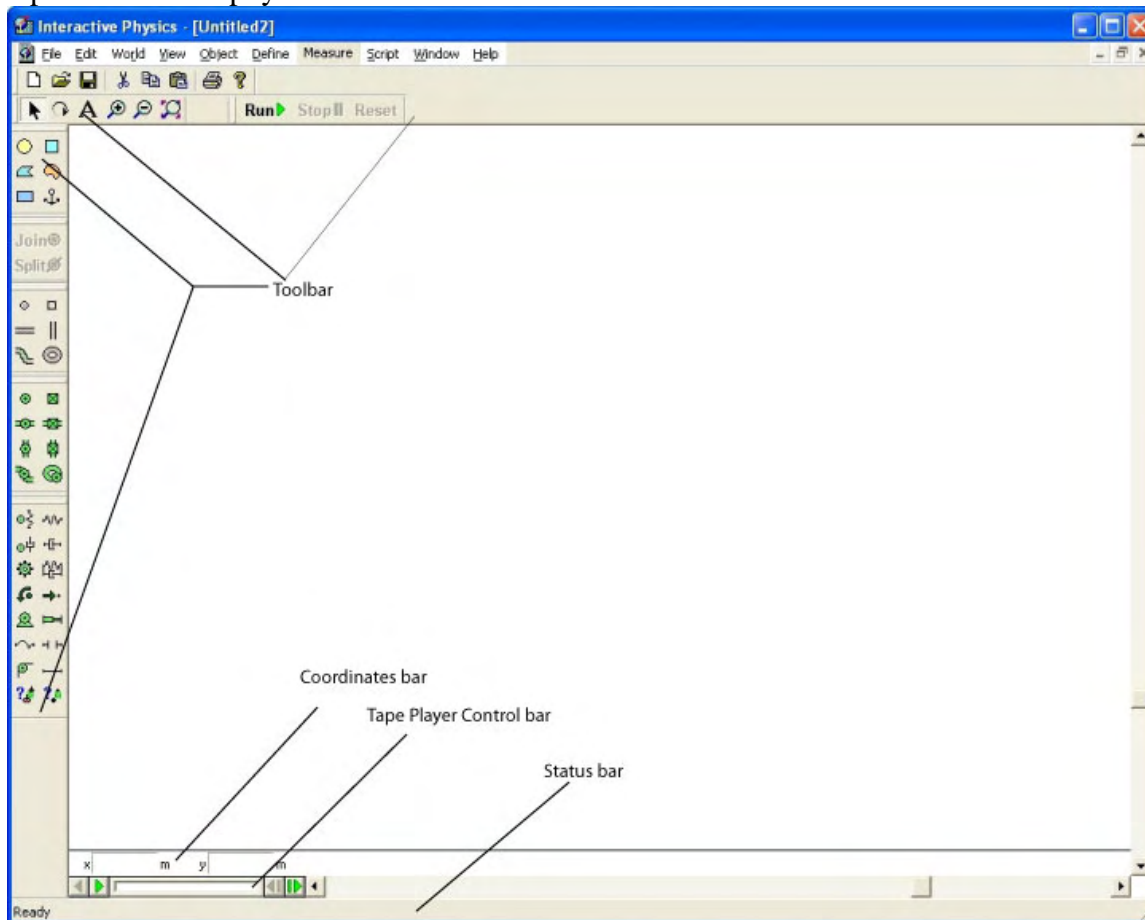 Interactive Physics - [Untitled2]
File Edit World View Object Define Measure Script Window Help
A Run Stop Reset
Join
Split
Toolbar
Coordinates bar
Tape Player Control bar
Status bar
x m y m
Ready